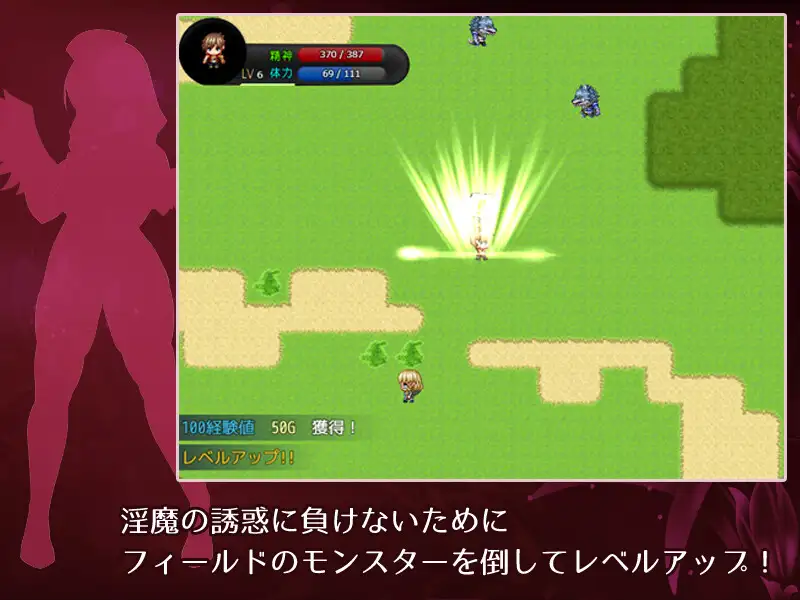 精神 370 / 387
LV 6 体力 69 / 111
100経験値 50G 獲得！
レベルアップ!!
淫魔の誘惑に負けないために
フィールドのモンスターを倒してレベルアップ！